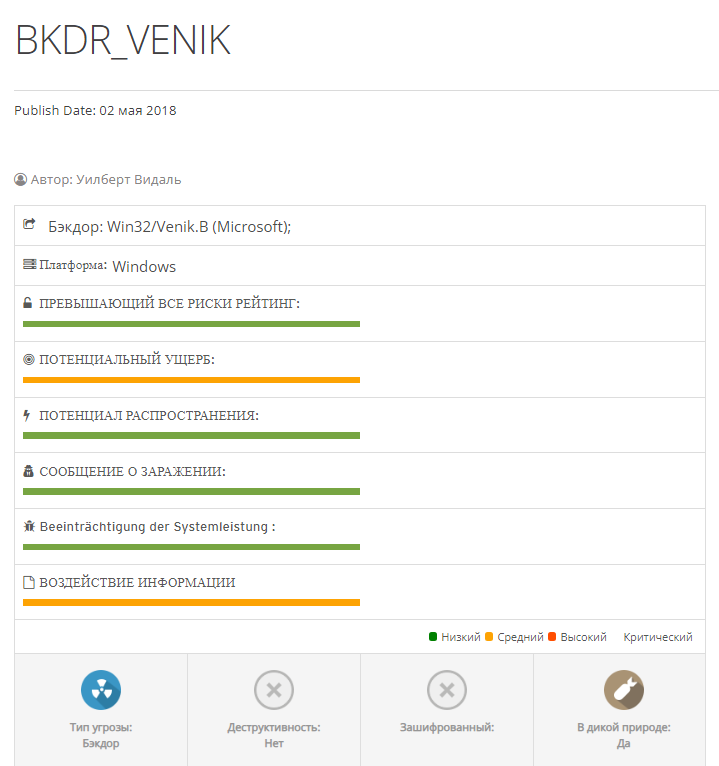 BKDR_VENIK
Publish Date: 02 мая 2018
Автор: Уилберт Видаль
Бэкдор: Win32/Venik.B (Microsoft);
Платформа: Windows
ПРЕВЫШАЮЩИЙ ВСЕ РИСКИ РЕЙТИНГ:
ПОТЕНЦИАЛЬНЫЙ УЩЕРБ:
ПОТЕНЦИАЛ РАСПРОСТРАНЕНИЯ:
СООБЩЕНИЕ О ЗАРАЖЕНИИ:
Beeinträchtigung der Systemleistung :
ВОЗДЕЙСТВИЕ ИНФОРМАЦИИ
Низкий Средний Высокий Критический
Тип угрозы:
Бэкдор
Деструктивность:
Нет
Зашифрованный:
В дикой природе:
Да